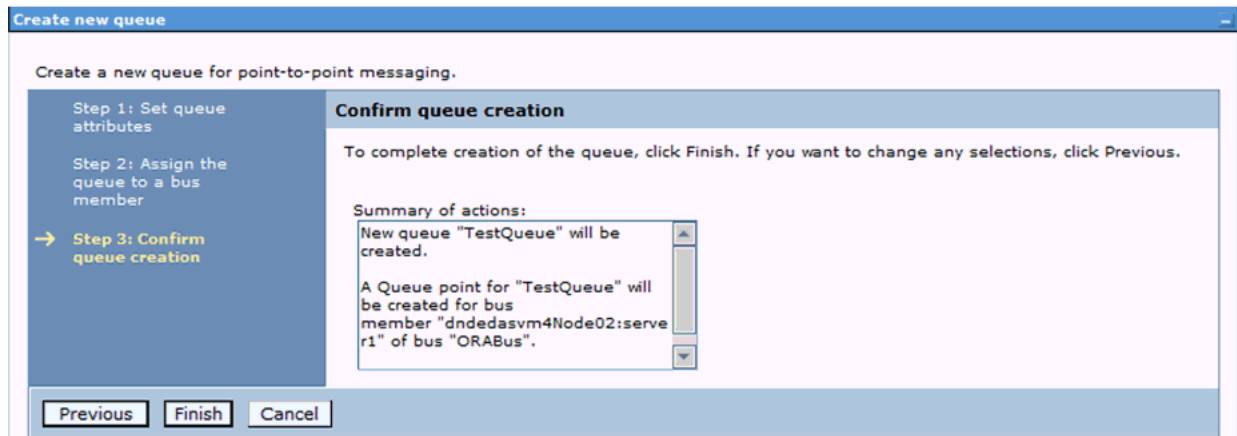 Create new queue
Create a new queue for point-to-point messaging.
Step 1: Set queue
attributes
Step 2: Assign the
queue to a bus
member
Step 3: Confirm
queue creation
Confirm queue creation
To complete creation of the queue, click Finish. If you want to change any selections, click Previous.
Summary of actions:
New queue "TestQueue" will be
created.
A Queue point for "TestQueue" will
be created for bus
member "dndedasvm4Node02:serve
r1" of bus "ORABus".
Previous Finish Cancel